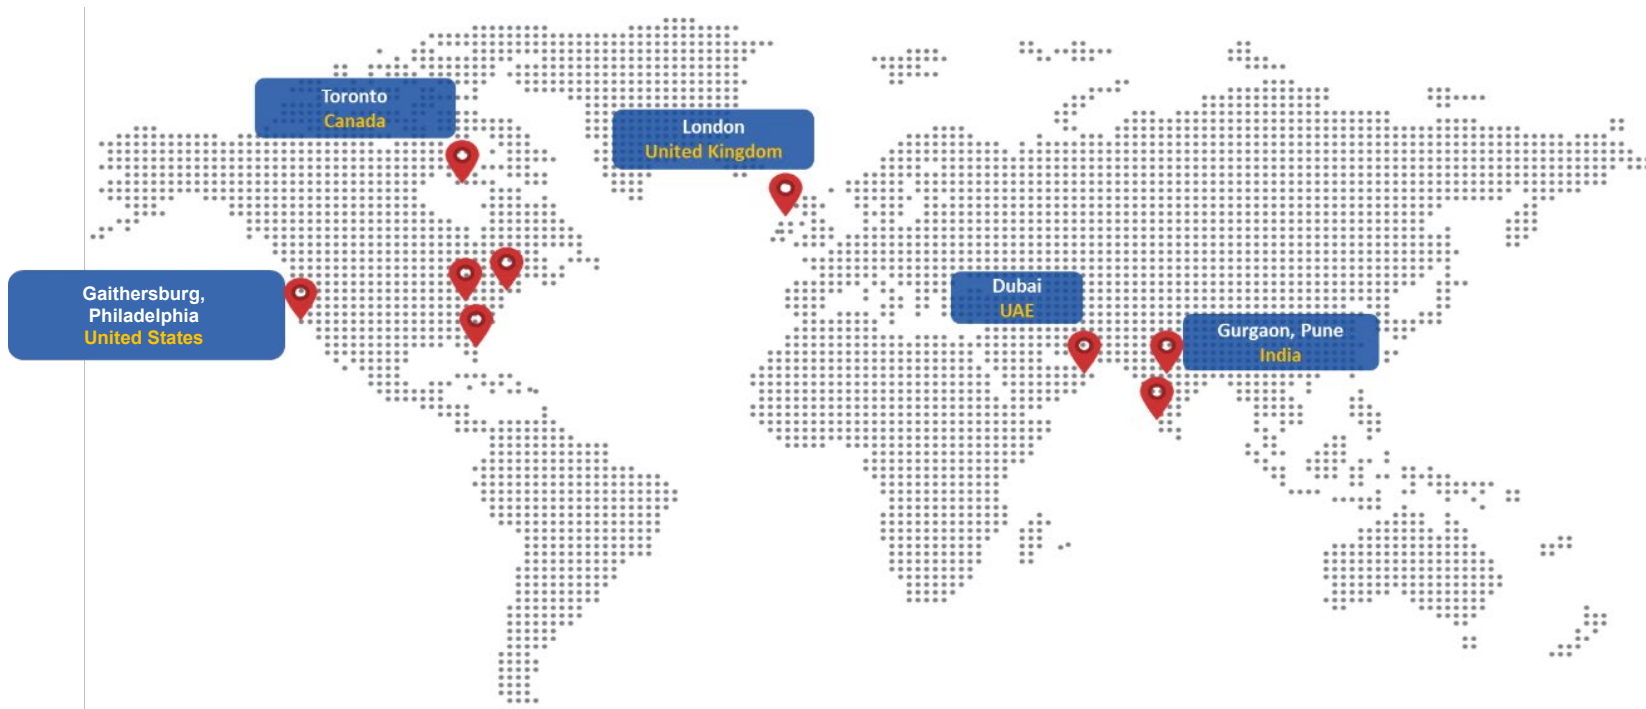 Toronto
Canada
London
United Kingdom
Gaithersburg,
Philadelphia
United States
Dubai
UAE
Gurgaon, Pune
India